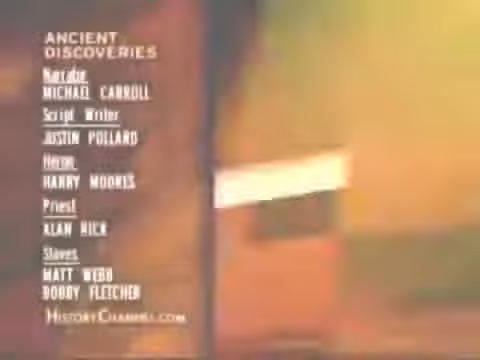 ANCIENT
DISCOVERIES
Narrator
MICHAEL CARROLL
Script Writer
JUSTIN POLLARD
Heron
HARRY MOORES
Priest
ALAN RICK
Slaves
MATT WEBB
BOBBY FLETCHER
HISTORYCHANNEL.COM